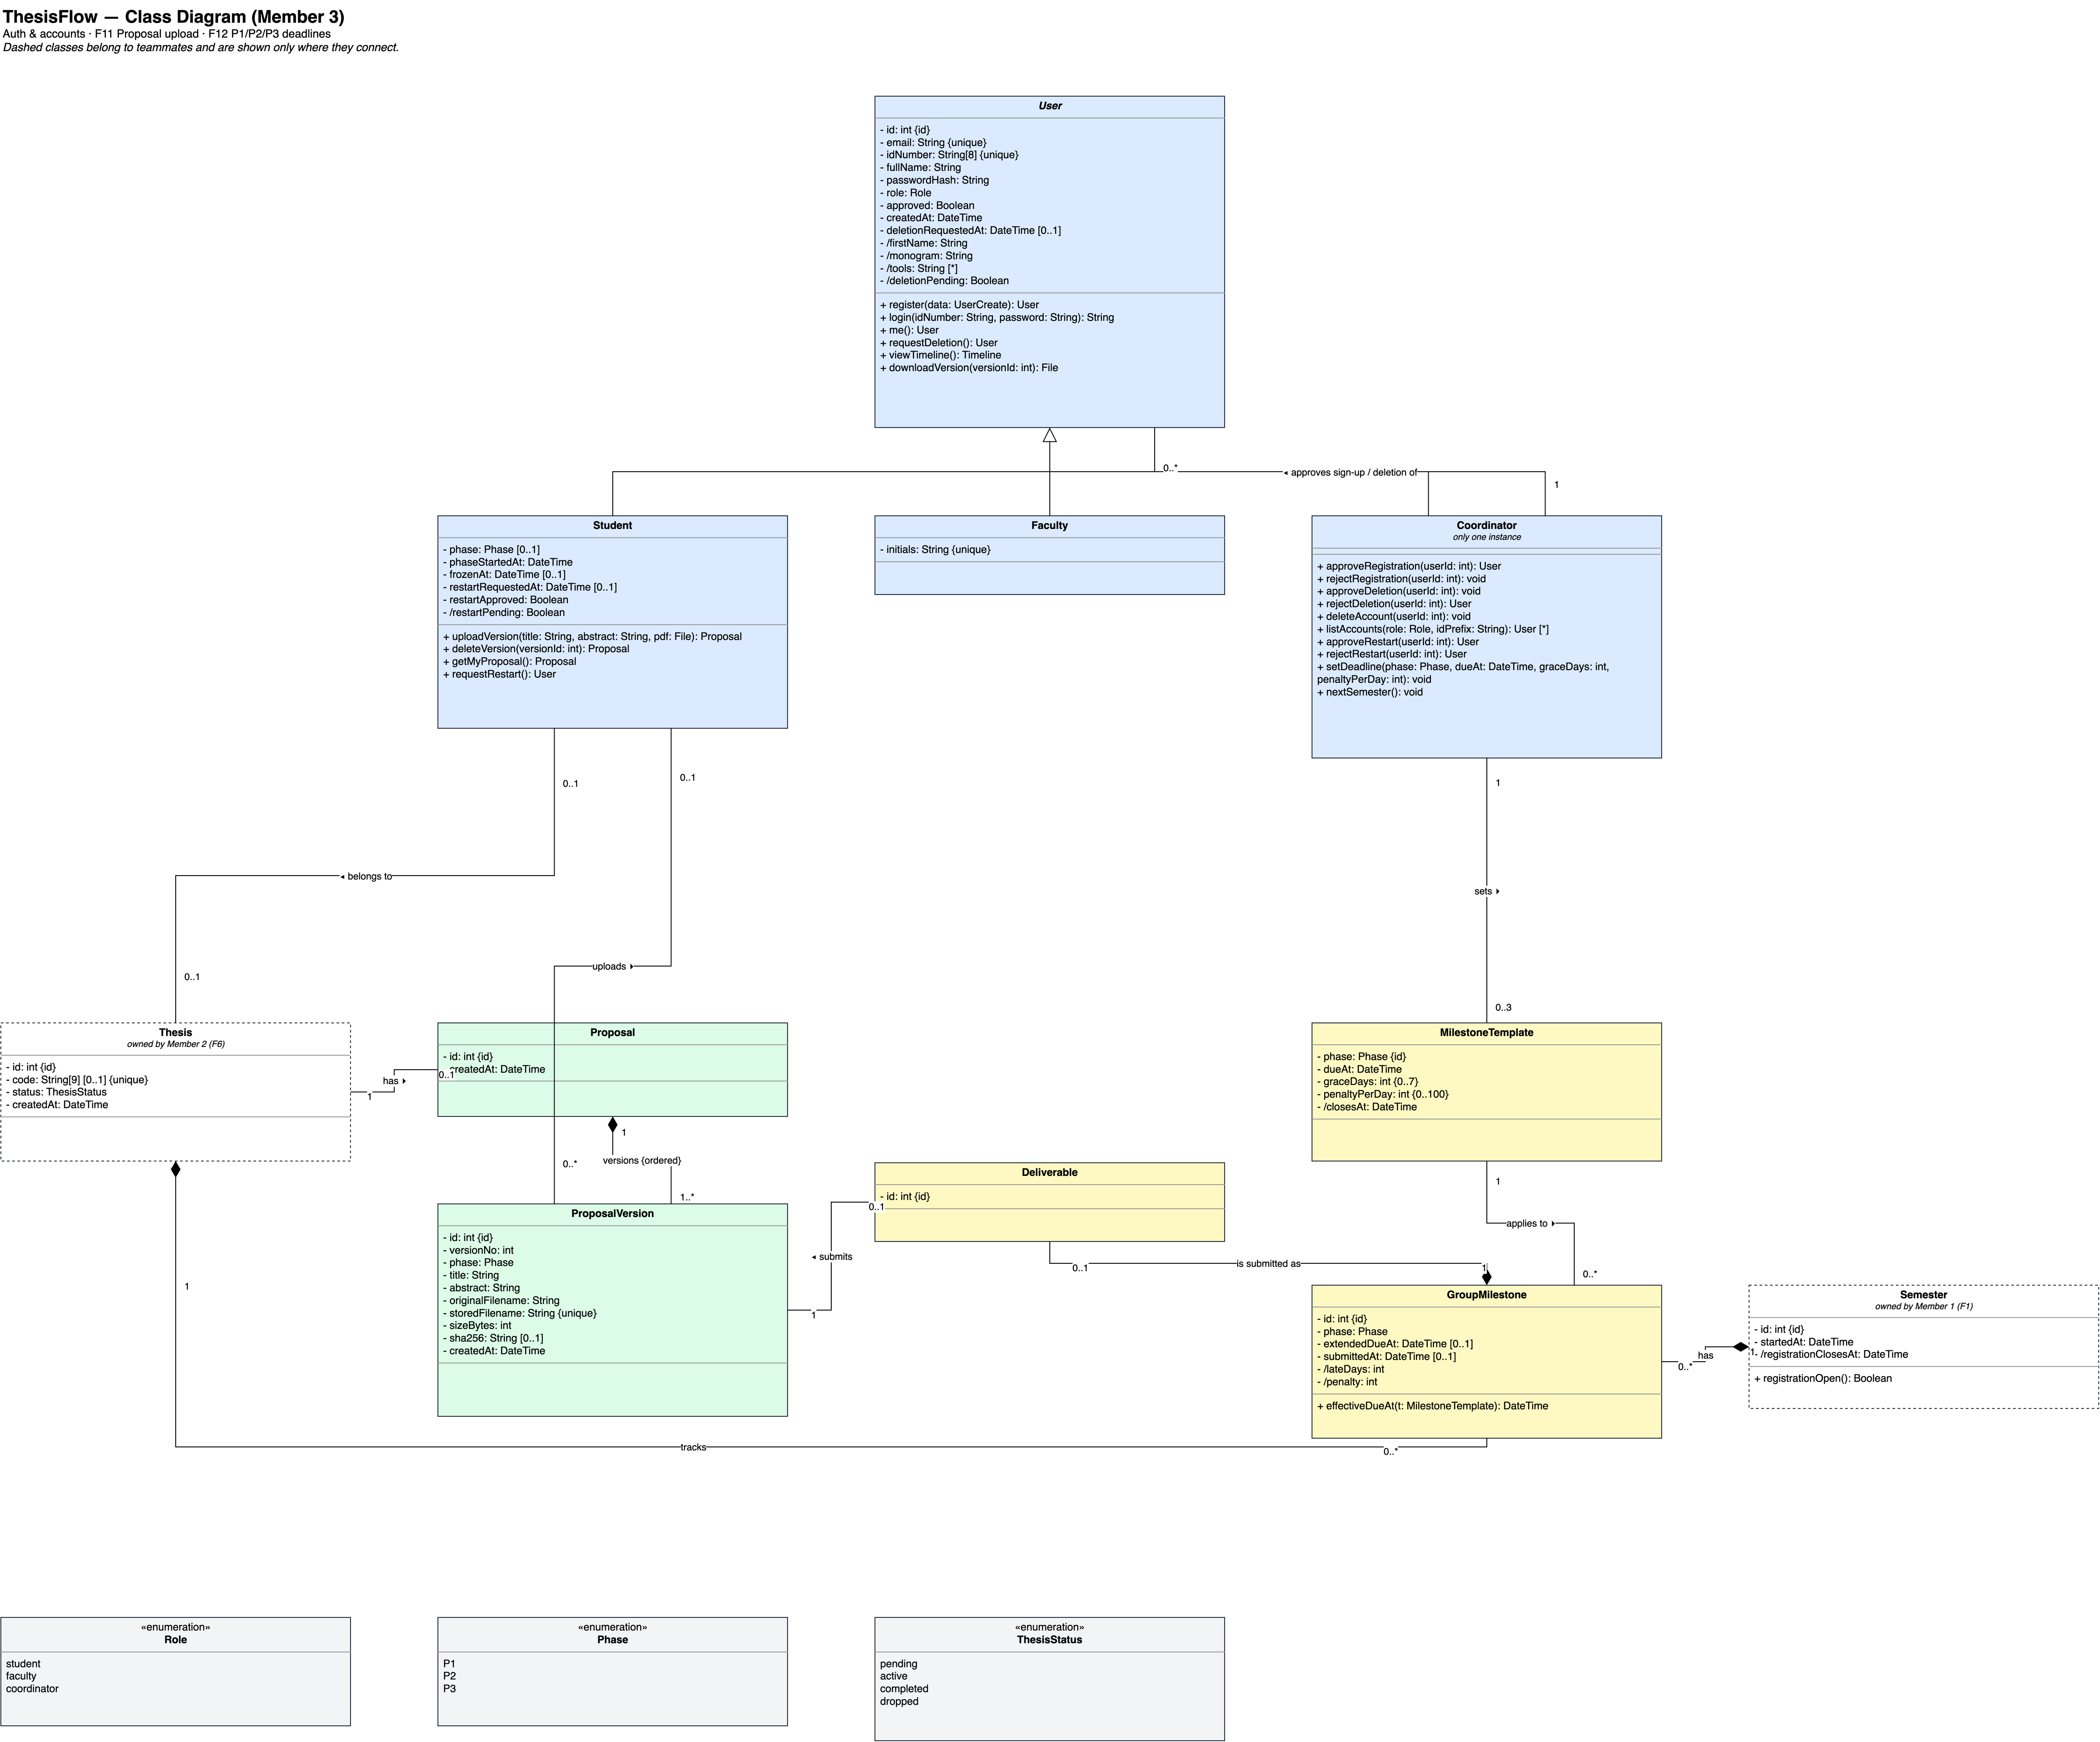 ThesisFlow — Class Diagram (Member 3)
Auth & accounts · F11 Proposal upload · F12 P1/P2/P3 deadlines
Dashed classes belong to teammates and are shown only where they connect.
User
- id: int {id}
- email: String {unique}
- idNumber: String[8] {unique}
- fullName: String
- passwordHash: String
- role: Role
- approved: Boolean
- createdAt: DateTime
- deletionRequestedAt: DateTime [0..1]
- /firstName: String
- /monogram: String
- /tools: String [*]
- /deletionPending: Boolean
+ register(data: UserCreate): User
+ login(idNumber: String, password: String): String
+ me(): User
+ requestDeletion(): User
+ viewTimeline(): Timeline
+ downloadVersion(versionId: int): File
0..*
◂ approves sign-up / deletion of
1
Student
- phase: Phase [0..1]
- phaseStartedAt: DateTime
- frozenAt: DateTime [0..1]
- restartRequestedAt: DateTime [0..1]
- restartApproved: Boolean
- /restartPending: Boolean
+ uploadVersion(title: String, abstract: String, pdf: File): Proposal
+ deleteVersion(versionId: int): Proposal
+ getMyProposal(): Proposal
+ requestRestart(): User
Faculty
- initials: String {unique}
Coordinator
only one instance
+ approveRegistration(userId: int): User
+ rejectRegistration(userId: int): void
+ approveDeletion(userId: int): void
+ rejectDeletion(userId: int): User
+ deleteAccount(userId: int): void
+ listAccounts(role: Role, idPrefix: String): User [*]
+ approveRestart(userId: int): User
+ rejectRestart(userId: int): User
+ setDeadline(phase: Phase, dueAt: DateTime, graceDays: int,
penaltyPerDay: int): void
+ nextSemester(): void
0..1
0..1
1
◂ belongs to
sets ▸
uploads ▸
0..1
0..3
Thesis
owned by Member 2 (F6)
- id: int {id}
- code: String[9] [0..1] {unique}
- status: ThesisStatus
- createdAt: DateTime
has ▸
1
0..1
Proposal
- id: int {id}
- createdAt: DateTime
MilestoneTemplate
- phase: Phase {id}
- dueAt: DateTime
- graceDays: int {0..7}
- penaltyPerDay: int {0..100}
- /closesAt: DateTime
1
versions {ordered}
0..*
1..*
Deliverable
- id: int {id}
0..1
1
applies to ▸
0..*
ProposalVersion
- id: int {id}
- versionNo: int
- phase: Phase
- title: String
- abstract: String
- originalFilename: String
- storedFilename: String {unique}
- sizeBytes: int
- sha256: String [0..1]
- createdAt: DateTime
◂ submits
1
0..1
is submitted as
1
1
GroupMilestone
- id: int {id}
- phase: Phase
- extendedDueAt: DateTime [0..1]
- submittedAt: DateTime [0..1]
- /lateDays: int
- /penalty: int
+ effectiveDueAt(t: MilestoneTemplate): DateTime
has
0..*
1
Semester
owned by Member 1 (F1)
- id: int {id}
- startedAt: DateTime
- /registrationClosesAt: DateTime
+ registrationOpen(): Boolean
tracks
0..*
«enumeration»
Role
student
faculty
coordinator
«enumeration»
Phase
P1
P2
P3
«enumeration»
ThesisStatus
pending
active
completed
dropped